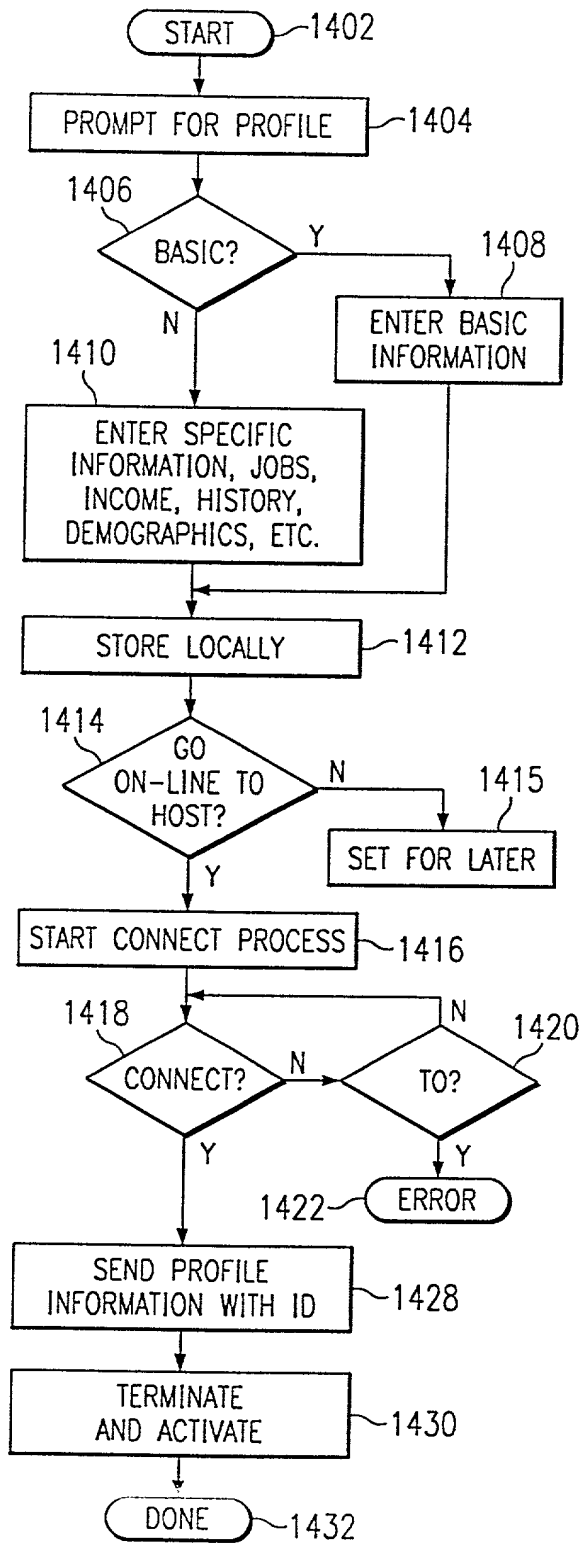 START
1402
PROMPT FOR PROFILE
1404
1406
BASIC?
Y
N
1408
ENTER BASIC
INFORMATION
1410
ENTER SPECIFIC
INFORMATION, JOBS,
INCOME, HISTORY,
DEMOGRAPHICS, ETC.
STORE LOCALLY
1412
1414
GO
ON-LINE TO
HOST?
N
Y
1415
SET FOR LATER
START CONNECT PROCESS
1416
1418
CONNECT?
N
Y
N
1420
TO?
Y
1422
ERROR
SEND PROFILE
INFORMATION WITH ID
1428
TERMINATE
AND ACTIVATE
1430
DONE
1432